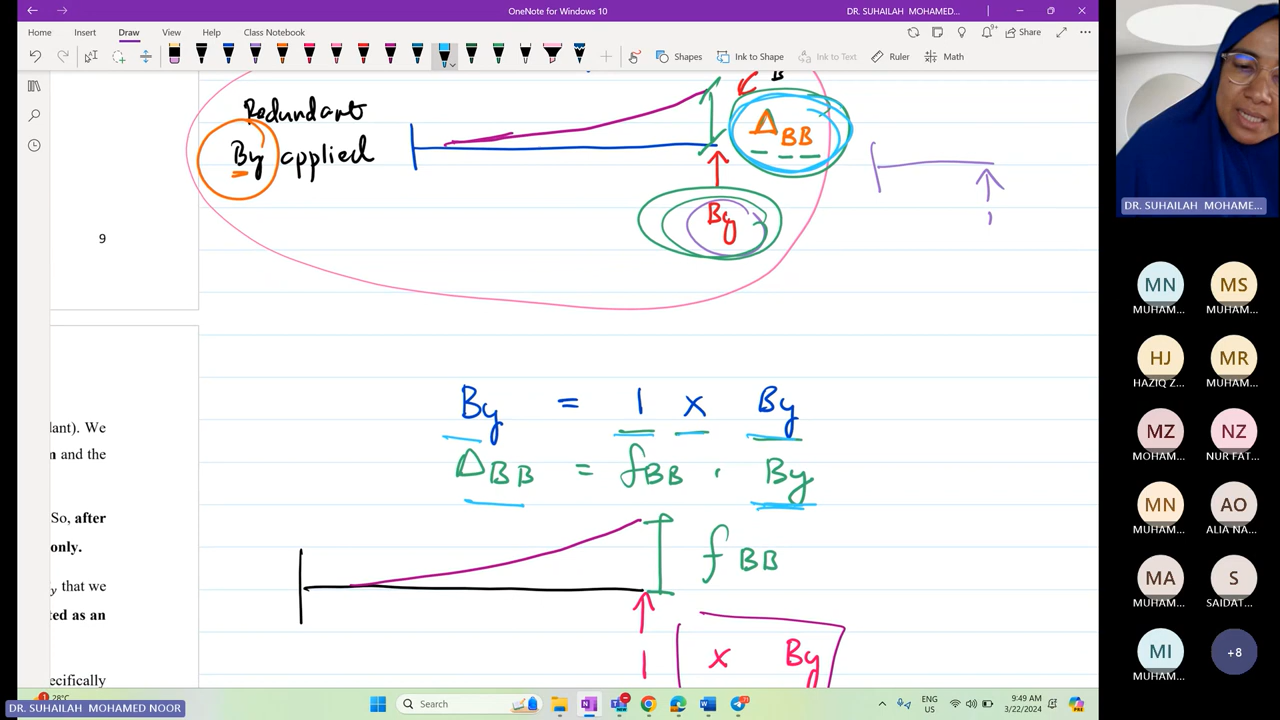 OneNote for Windows 10
DR. SUHAILAH MOHAMED...
Home Insert Draw View Help Class Notebook
Share
Shapes Ink to Shape Ink to Text Ruler Math
Redundant
By applied
B
ΔBB
By
1
9
By = 1 x By
ΔBB = fBB . By
fBB
1 x By
dant). We
m and the
So, after
only.
y that we
ted as an
ecifically
DR. SUHAILAH MOHAME...
MN MS
MUHAM... MUHAM...
HJ MR
HAZIQ Z... MUHAM...
MZ NZ
MOHAM... NUR FAT...
MN AO
MUHAM... ALIA NA...
MA S
MUHAM... SAIDAT...
MI +8
MUHAM...
28°C
DR. SUHAILAH MOHAMED NOOR
Search
ENG
US
9:49 AM
3/22/2024